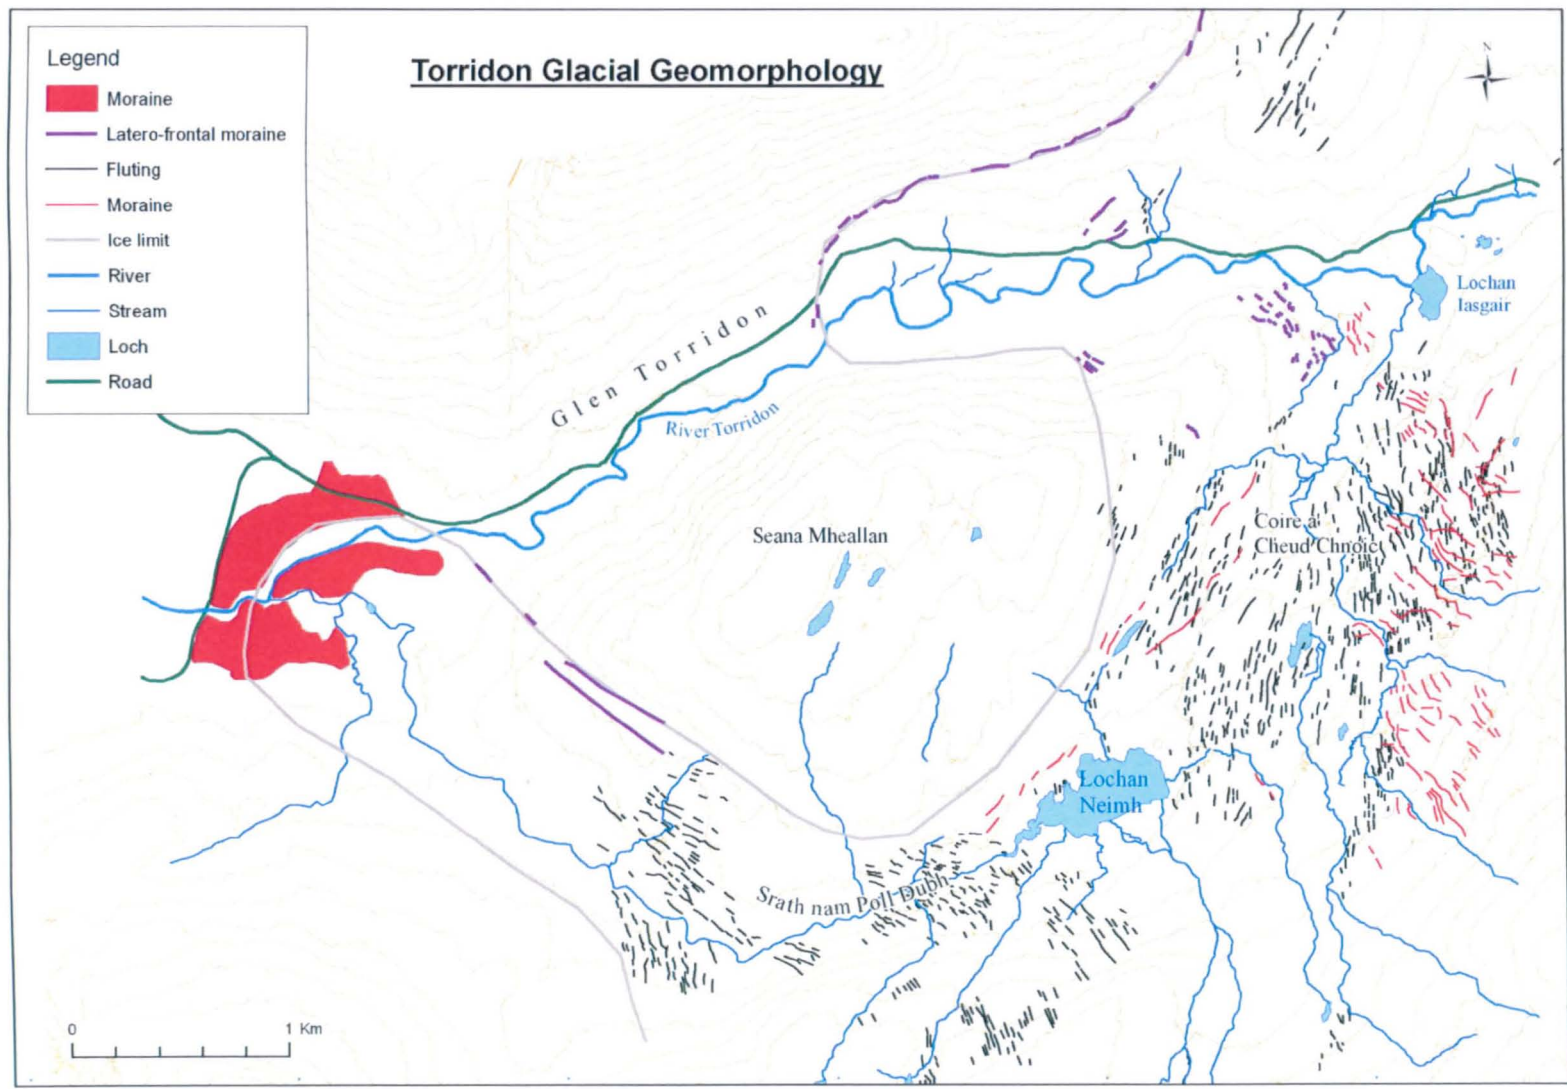 Torridon Glacial Geomorphology
Legend
Moraine
Latero-frontal moraine
Fluting
Moraine
Ice limit
River
Stream
Loch
Road
N
Glen Torridon
River Torridon
Lochan
Iasgair
Seana Mheallan
Coire a'
Cheud Chnoic
Lochan
Neimh
Srath nam Poll Dubh
0 1 Km